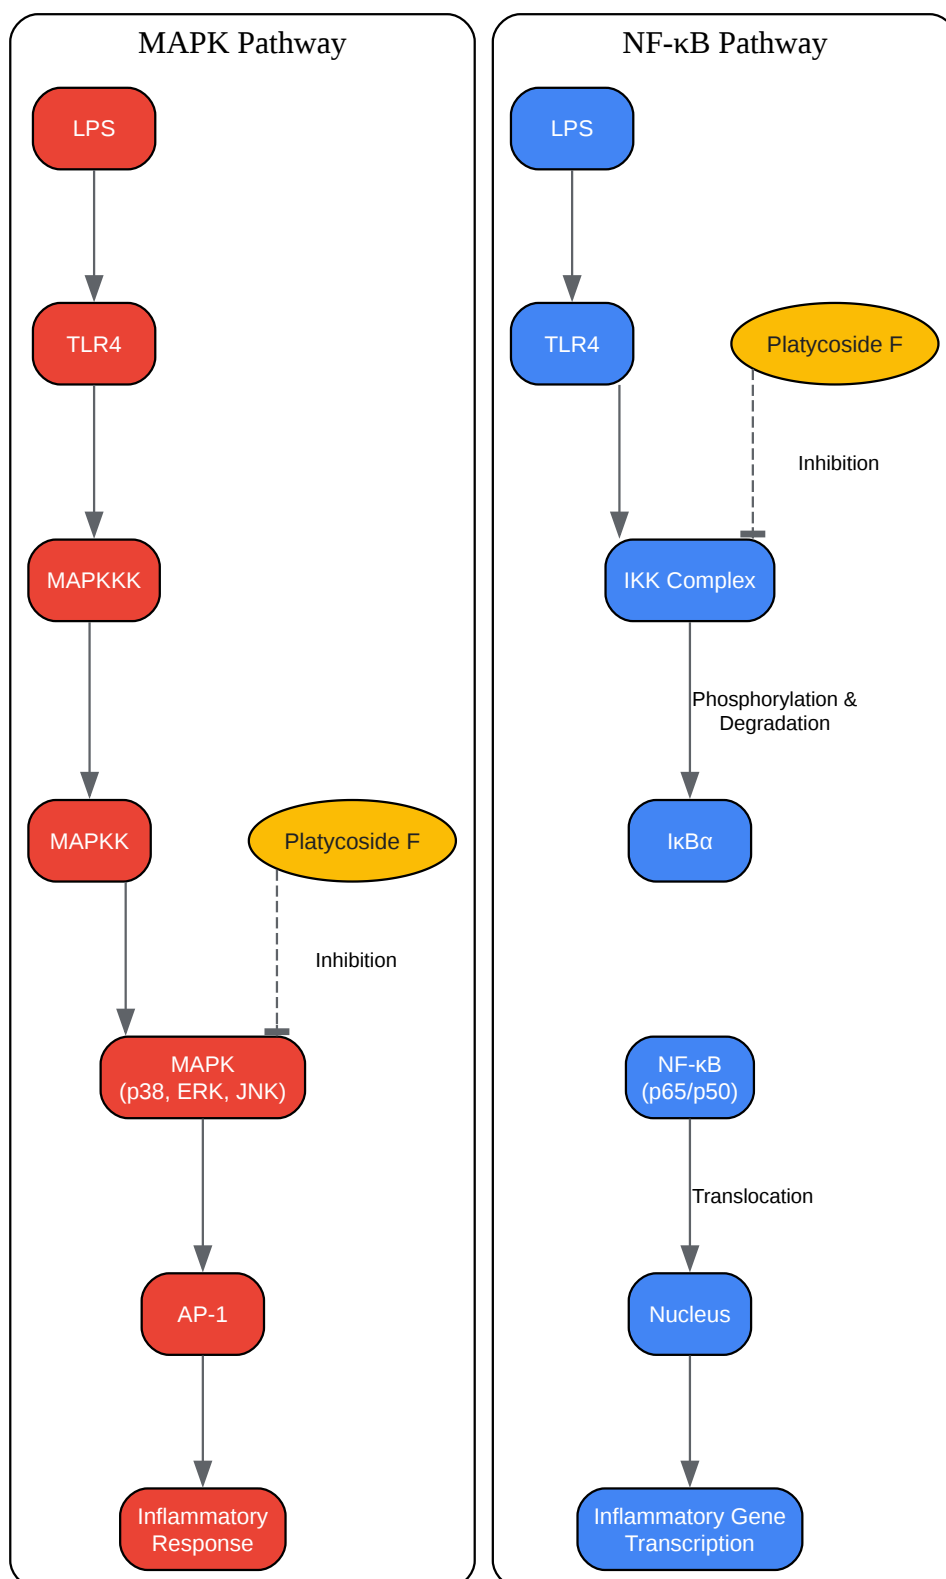 MAPK Pathway
LPS
TLR4
MAPKKK
MAPKK
Platycoside F
Inhibition
MAPK
(p38, ERK, JNK)
AP-1
Inflammatory
Response
NF-κB Pathway
LPS
TLR4
Platycoside F
Inhibition
IKK Complex
Phosphorylation &
Degradation
IκBα
NF-κB
(p65/p50)
Translocation
Nucleus
Inflammatory Gene
Transcription